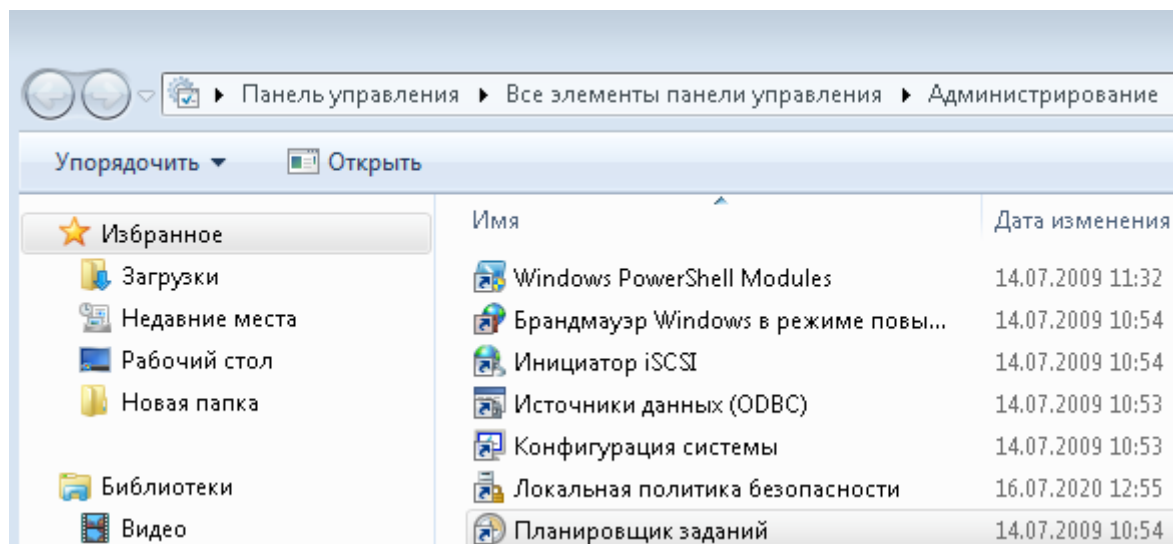 Панель управления Все элементы панели управления Администрирование
Упорядочить Открыть
Имя Дата изменения
Избранное
Загрузки
Недавние места
Рабочий стол
Новая папка
Библиотеки
Видео
Windows PowerShell Modules 14.07.2009 11:32
Брандмауэр Windows в режиме повы... 14.07.2009 10:54
Инициатор iSCSI 14.07.2009 10:54
Источники данных (ODBC) 14.07.2009 10:53
Конфигурация системы 14.07.2009 10:53
Локальная политика безопасности 16.07.2020 12:55
Планировщик заданий 14.07.2009 10:54